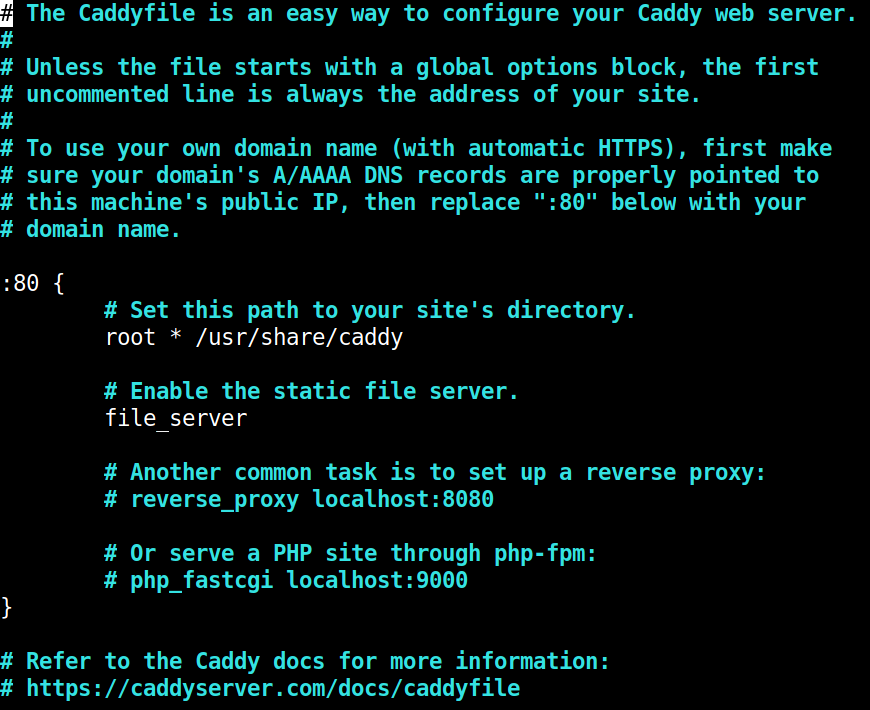 # The Caddyfile is an easy way to configure your Caddy web server.
#
# Unless the file starts with a global options block, the first
# uncommented line is always the address of your site.
#
# To use your own domain name (with automatic HTTPS), first make
# sure your domain's A/AAAA DNS records are properly pointed to
# this machine's public IP, then replace ":80" below with your
# domain name.

:80 {
        # Set this path to your site's directory.
        root * /usr/share/caddy

        # Enable the static file server.
        file_server

        # Another common task is to set up a reverse proxy:
        # reverse_proxy localhost:8080

        # Or serve a PHP site through php-fpm:
        # php_fastcgi localhost:9000
}

# Refer to the Caddy docs for more information:
# https://caddyserver.com/docs/caddyfile